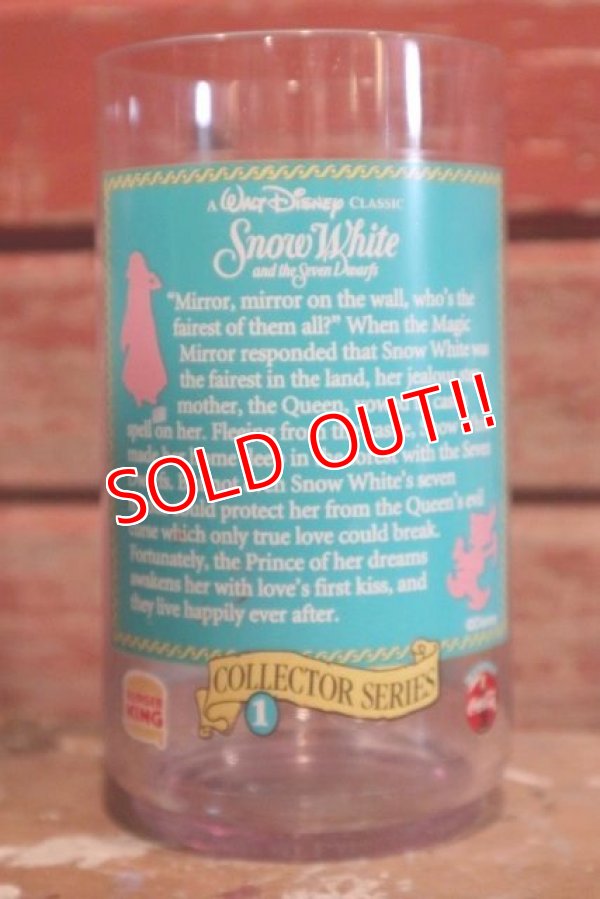 A Walt Disney CLASSIC
Snow White
and the Seven Dwarfs
"Mirror, mirror on the wall, who's the
fairest of them all?" When the Magic
Mirror responded that Snow White was
the fairest in the land, her jealous
mother, the Queen,
spell on her. Fleeing from the
made her home deep in the forest with the Seven
Snow White's seven
could protect her from the Queen's evil
curse which only true love could break.
Fortunately, the Prince of her dreams
awakens her with love's first kiss, and
they live happily ever after.
SOLD OUT!!
COLLECTOR SERIES
1
BURGER
KING